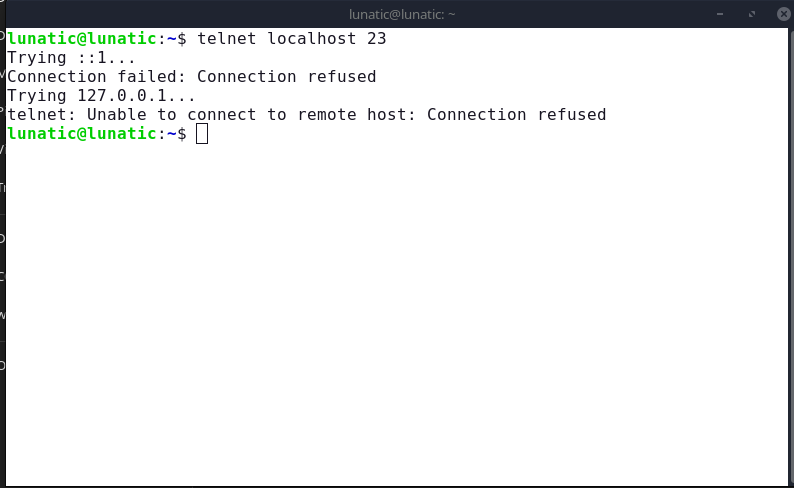 lunatic@lunatic: ~
lunatic@lunatic:~$ telnet localhost 23
Trying ::1...
Connection failed: Connection refused
Trying 127.0.0.1...
telnet: Unable to connect to remote host: Connection refused
lunatic@lunatic:~$